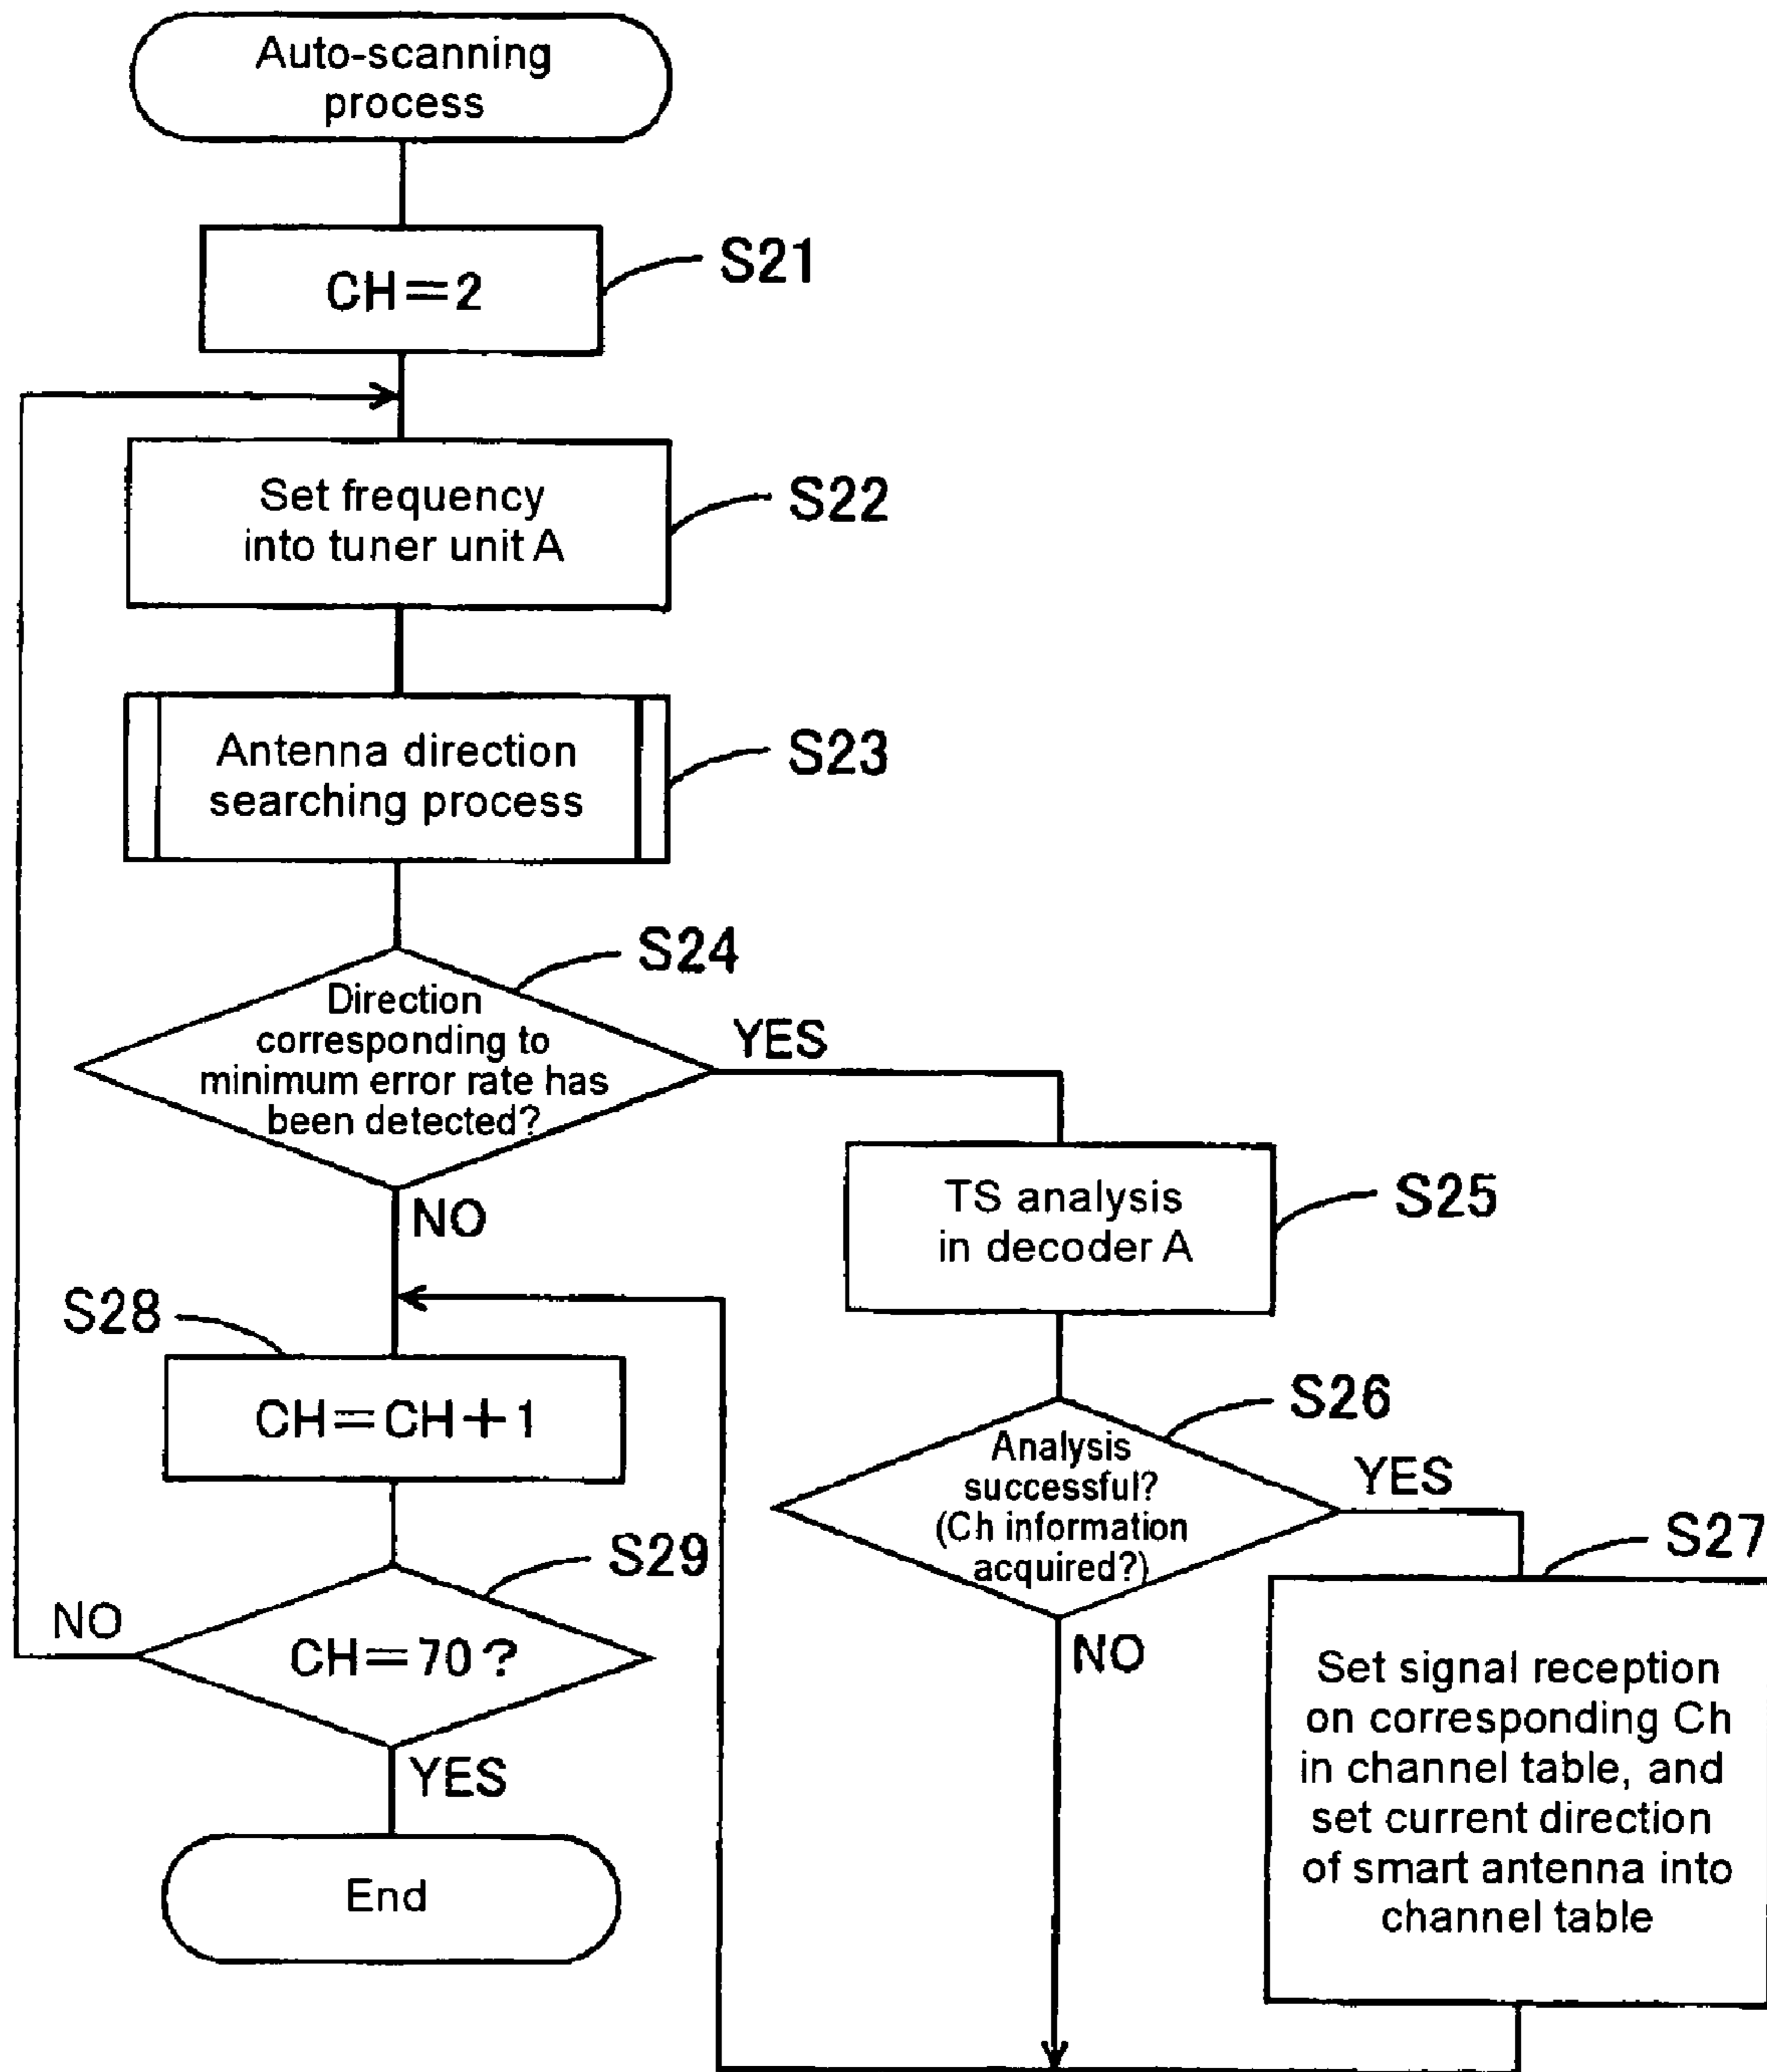 Auto-scanning
process
CH=2
S21
Set frequency
into tuner unit A
S22
Antenna direction
searching process
S23
S24
Direction
corresponding to
minimum error rate has
been detected?
YES
NO
TS analysis
in decoder A
S25
S28
CH=CH+1
S26
Analysis
successful?
(Ch information
acquired?)
YES
NO
S27
Set signal reception
on corresponding Ch
in channel table, and
set current direction
of smart antenna into
channel table
S29
CH=70?
NO
YES
End